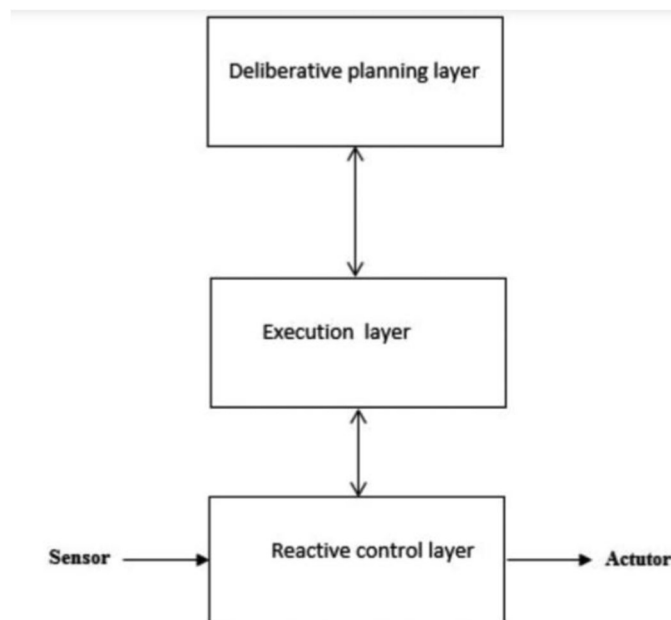 Deliberative planning layer
Execution layer
Sensor
Reactive control layer
Actutor